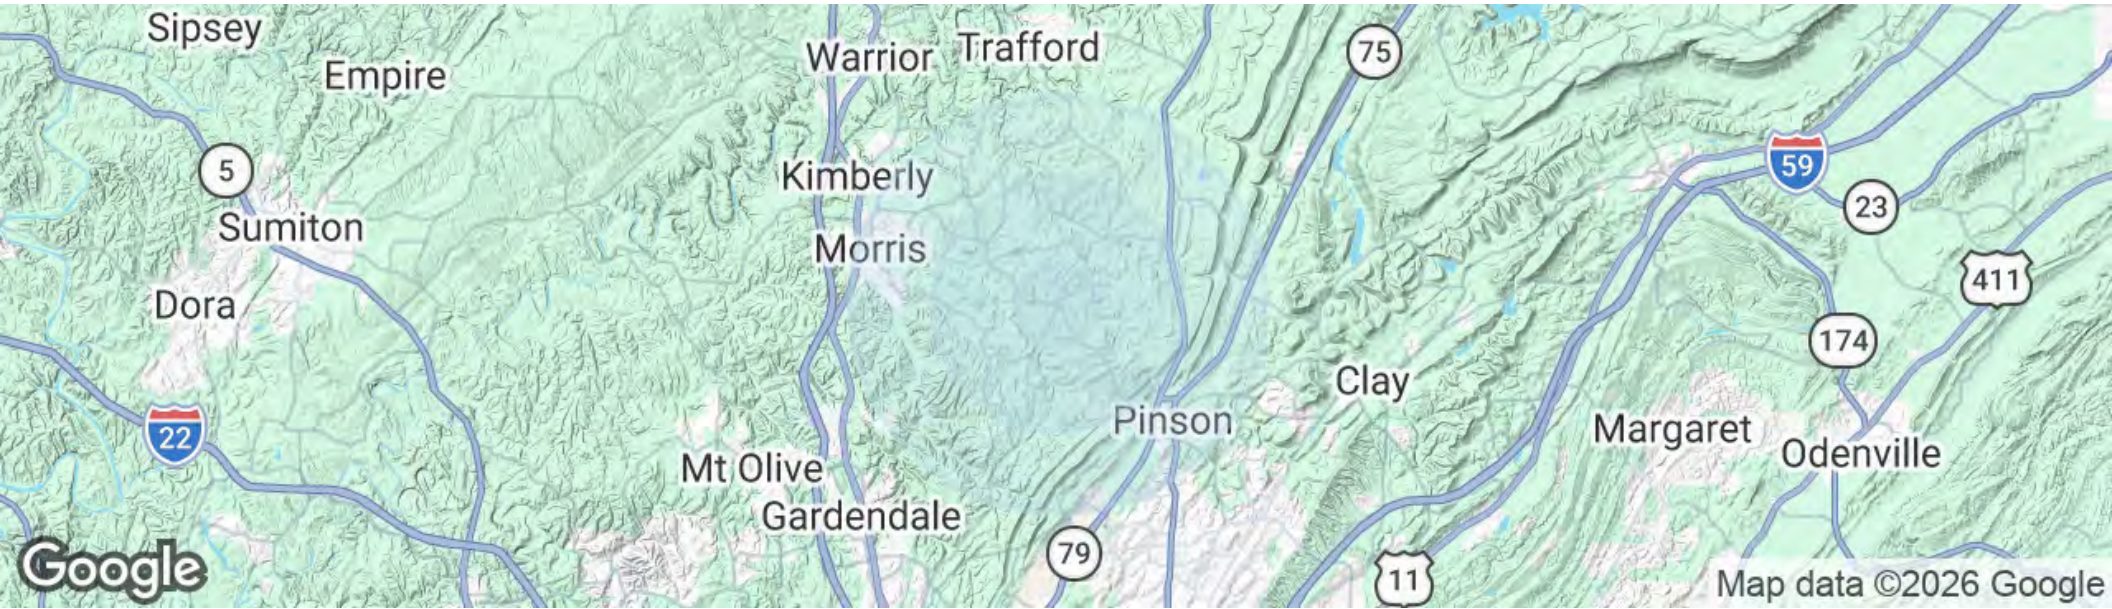 Sipsey
Warrior
Trafford
75
Empire
5
Kimberly
59
23
Sumiton
Morris
411
Dora
174
Clay
Pinson
22
Margaret
Odenville
Mt Olive
Gardendale
79
11
Google
Map data ©2026 Google